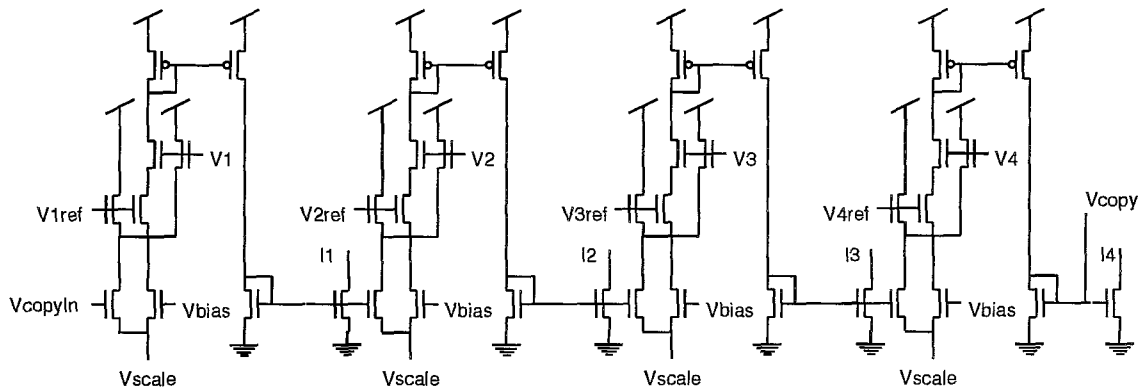 V1 V2 V3 V4
V1ref V2ref V3ref V4ref Vcopy
I1 I2 I3 I4
VcopyIn Vbias Vbias Vbias Vbias
Vscale Vscale Vscale Vscale